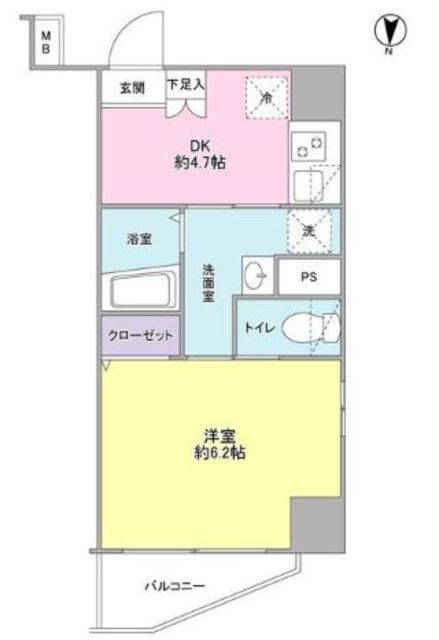 MB
N
玄関
下足入
冷
DK
約4.7帖
浴室
洗
洗面室
PS
クローゼット
トイレ
洋室
約6.2帖
バルコニー